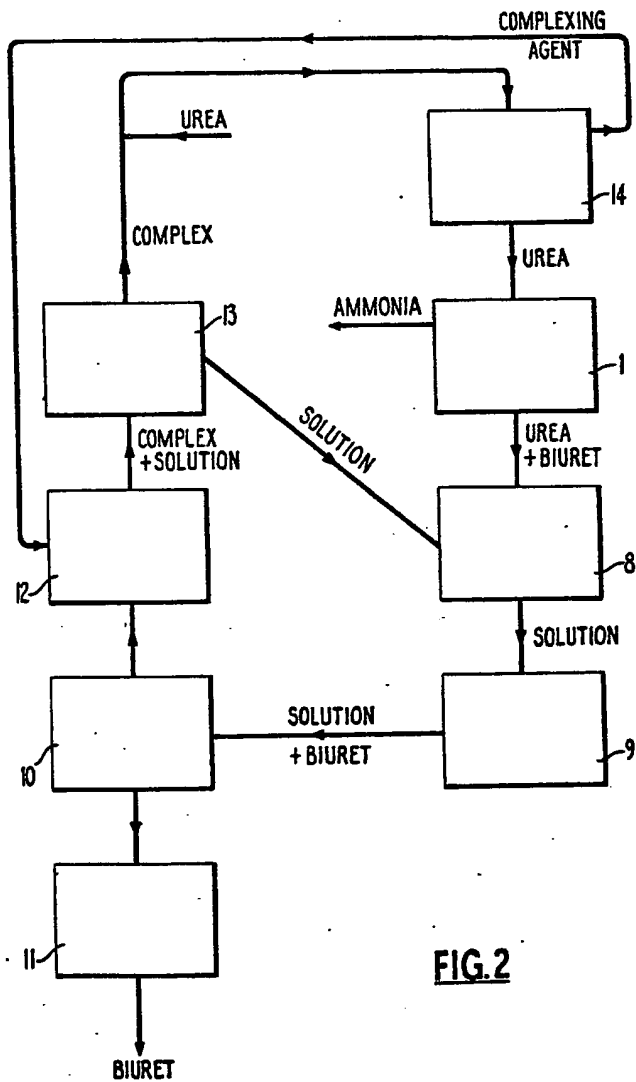 COMPLEXING
AGENT
UREA
14
COMPLEX
UREA
13
AMMONIA
1
COMPLEX
+SOLUTION
SOLUTION
UREA
+BIURET
12
8
SOLUTION
SOLUTION
+BIURET
10
9
11
FIG.2
BIURET